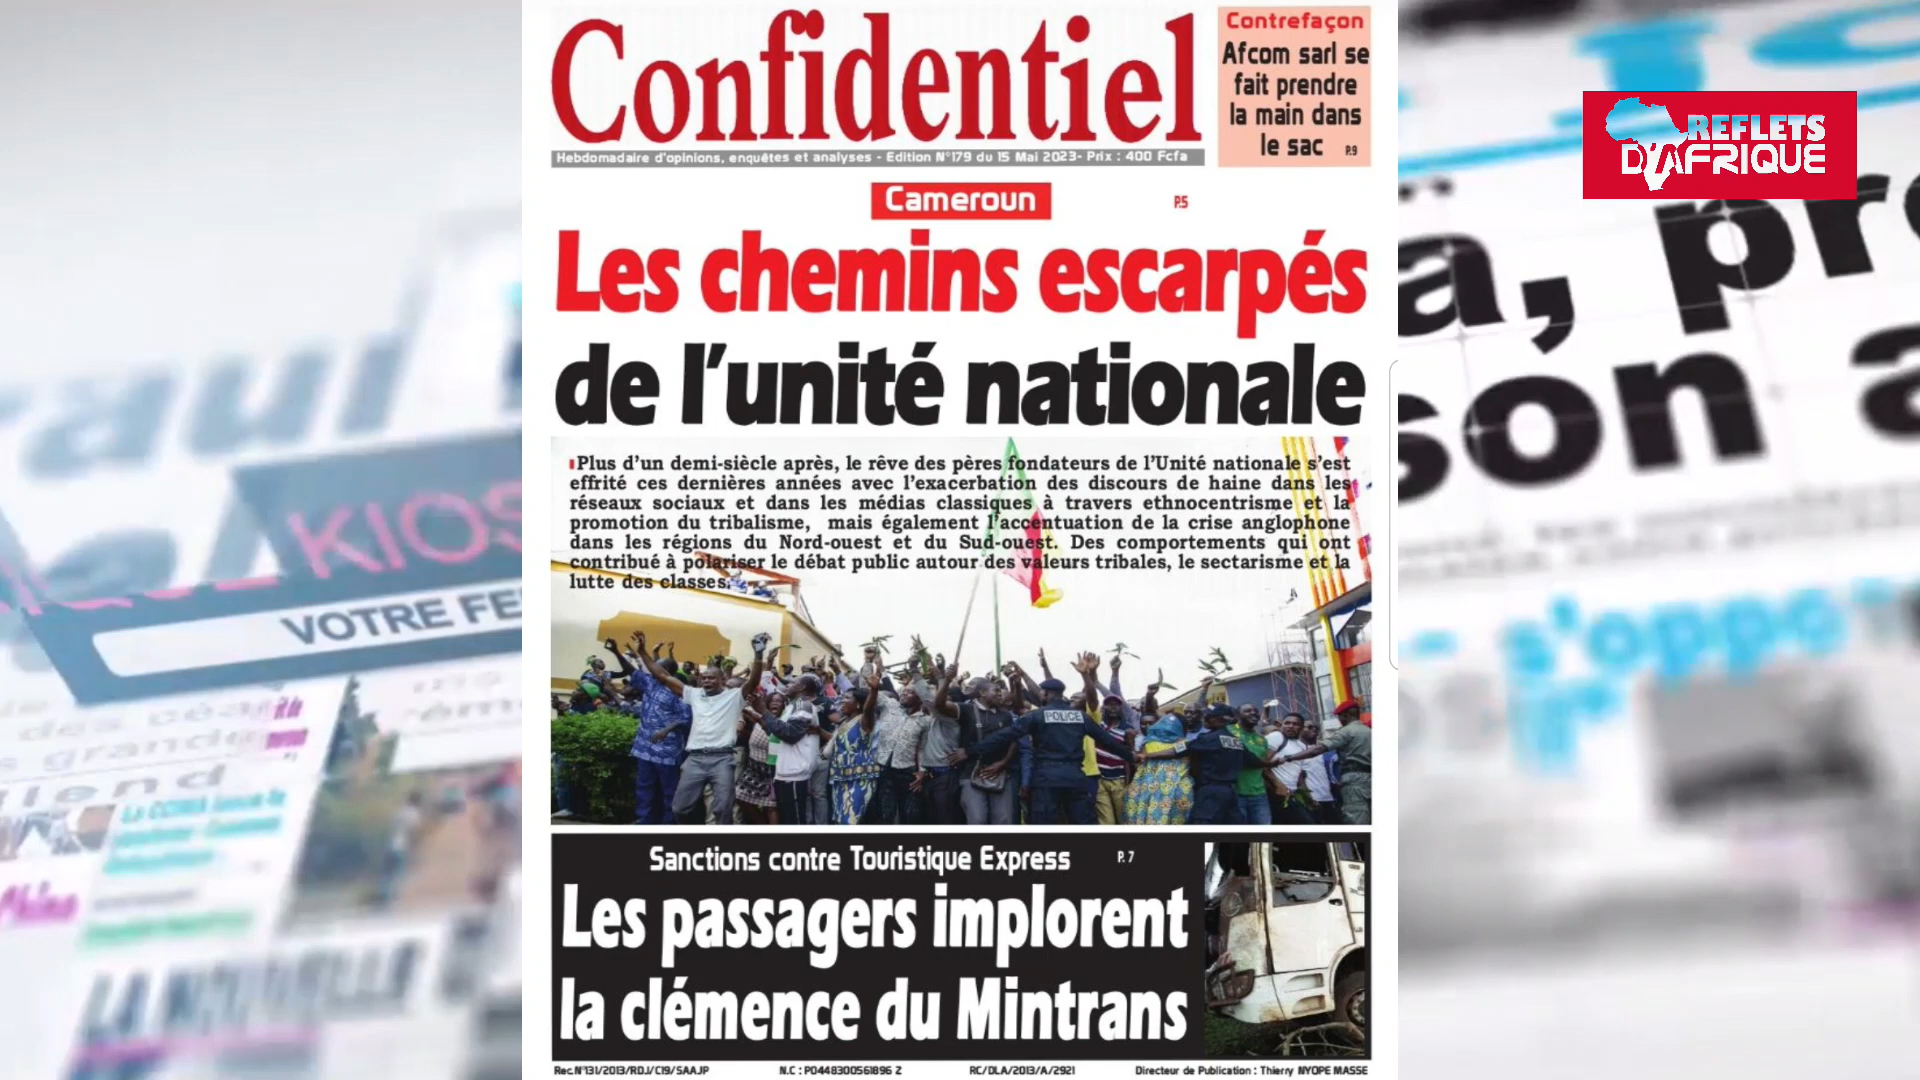 Confidentiel
Hebdomadaire d'opinions, enquêtes et analyses - Edition N°179 du 15 Mai 2023- Prix : 400 Fcfa
Contrefaçon
Afcom sarl se
fait prendre
la main dans
le sac P.9
REFLETS
D'AFRIQUE
Cameroun P.5
Les chemins escarpés
de l'unité nationale
Plus d'un demi-siècle après, le rêve des pères fondateurs de l'Unité nationale s'est
effrité ces dernières années avec l'exacerbation des discours de haine dans les
réseaux sociaux et dans les médias classiques à travers ethnocentrisme et la
promotion du tribalisme, mais également l'accentuation de la crise anglophone
dans les régions du Nord-ouest et du Sud-ouest. Des comportements qui ont
contribué à polariser le débat public autour des valeurs tribales, le sectarisme et la
lutte des classes.
POLICE
POLICE
Sanctions contre Touristique Express P. 7
Les passagers implorent
la clémence du Mintrans
Rec.N°131/2013/RDJ/C19/SAAJP N.C : P0448300561896 Z RC/DLA/2013/A/2921 Directeur de Publication : Thierry NYOPE MASSE
KIOS
VOTRE FE
LA NOUVELLE
a, pr
son a
s'oppo